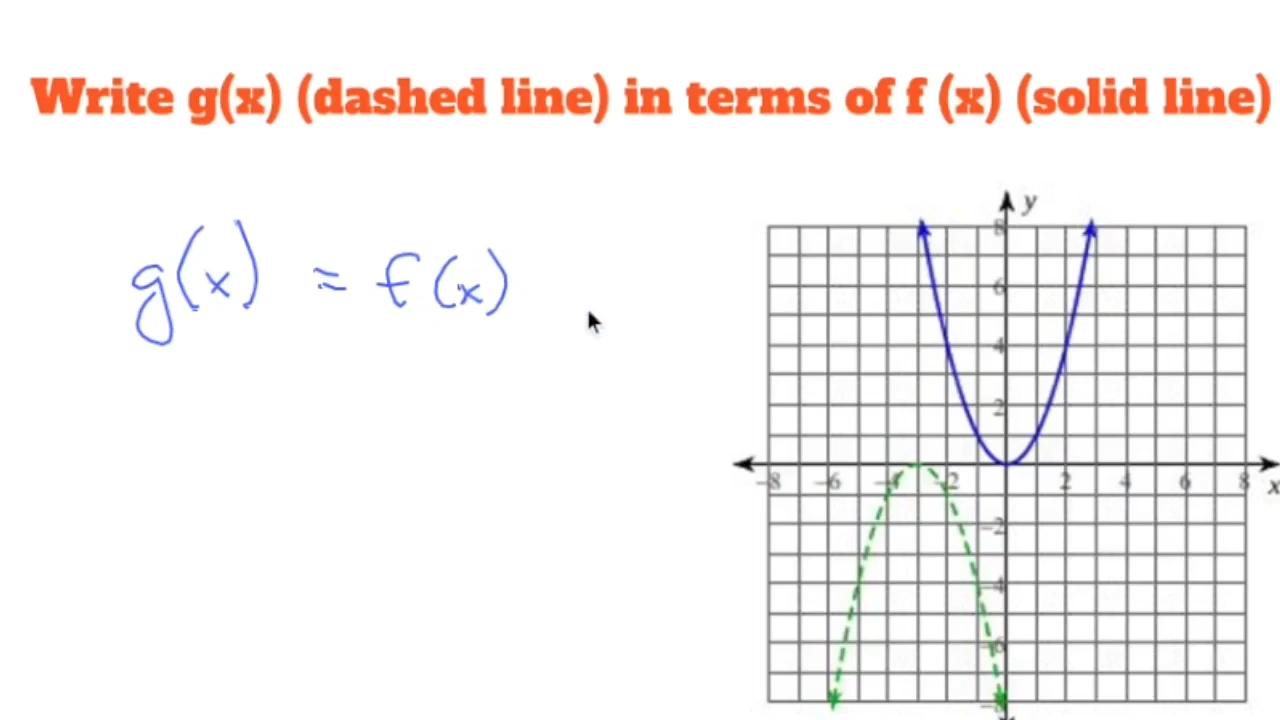 Write g(x) (dashed line) in terms of f (x) (solid line)
g(x) = f(x)
y
8
6
4
2
-8 -6 -4 -2 2 4 6 8
x
-2
-4
-6
-8